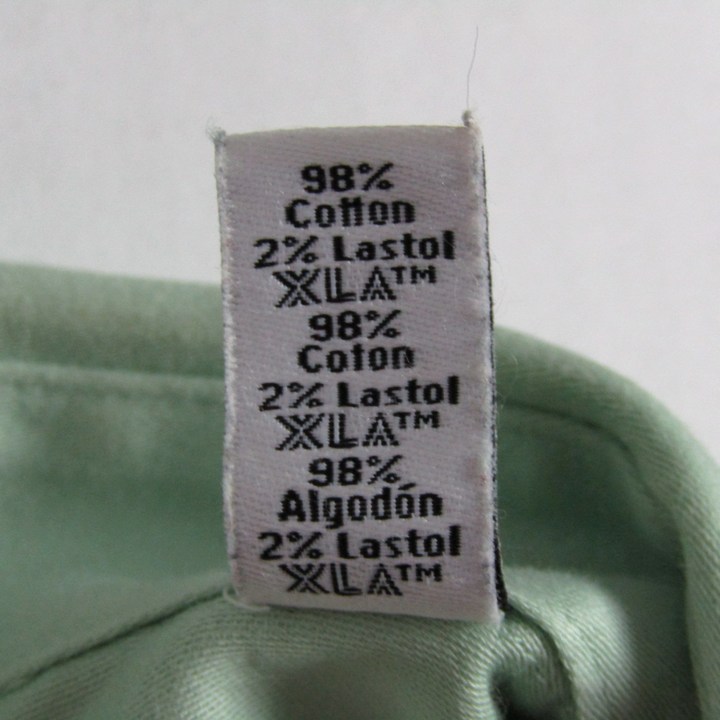 98%
Cotton
2% Lastol
XLA™
98%
Coton
2% Lastol
XLA™
98%
Algodón
2% Lastol
XLA™